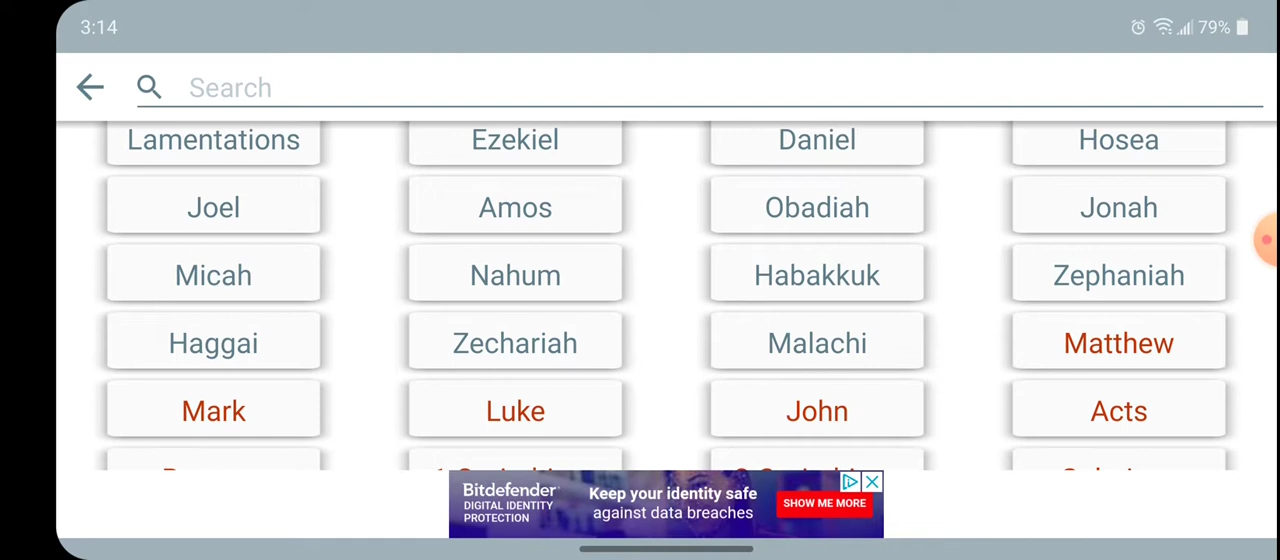 3:14 79%
Search
Lamentations Ezekiel Daniel Hosea
Joel Amos Obadiah Jonah
Micah Nahum Habakkuk Zephaniah
Haggai Zechariah Malachi Matthew
Mark Luke John Acts
Bitdefender
DIGITAL IDENTITY
PROTECTION
Keep your identity safe
against data breaches
SHOW ME MORE